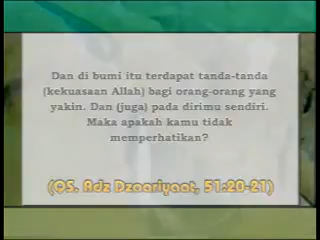 Dan di bumi itu terdapat tanda-tanda
(kekuasaan Allah) bagi orang-orang yang
yakin. Dan (juga) pada dirimu sendiri.
Maka apakah kamu tidak
memperhatikan?
(QS. Adz Dzaariyaat, 51:20-21)